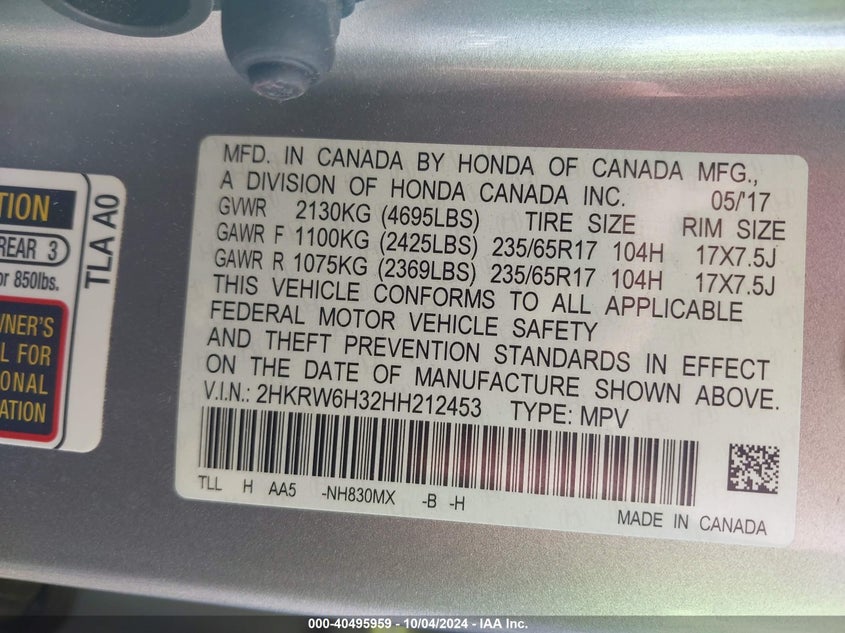 MFD. IN CANADA BY HONDA OF CANADA MFG.,
A DIVISION OF HONDA CANADA INC. 05/'17
GVWR 2130KG (4695LBS) TIRE SIZE RIM SIZE
GAWR F 1100KG (2425LBS) 235/65R17 104H 17X7.5J
GAWR R 1075KG (2369LBS) 235/65R17 104H 17X7.5J
THIS VEHICLE CONFORMS TO ALL APPLICABLE
FEDERAL MOTOR VEHICLE SAFETY
AND THEFT PREVENTION STANDARDS IN EFFECT
ON THE DATE OF MANUFACTURE SHOWN ABOVE.
V.I.N.: 2HKRW6H32HH212453 TYPE: MPV
TLL H AA5 -NH830MX -B -H
MADE IN CANADA
REAR 3
or 850lbs.
TLA A0
L FOR
000-40495959 - 10/04/2024 - IAA Inc.